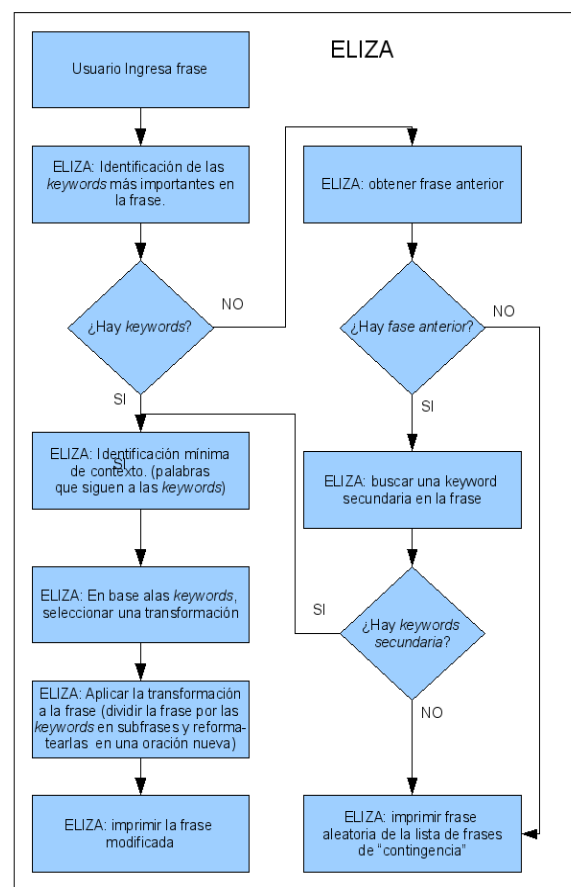 ELIZA
Usuario Ingresa frase
ELIZA: Identificación de las
keywords más importantes en
la frase.
ELIZA: obtener frase anterior
¿Hay keywords?
NO
¿Hay fase anterior?
NO
SI
SI
ELIZA: Identificación mínima
de contexto. (palabras
SI
que siguen a las keywords)
ELIZA: buscar una keyword
secundaria en la frase
ELIZA: En base alas keywords,
seleccionar una transformación
SI
¿Hay keywords
secundaria?
NO
ELIZA: Aplicar la transformación
a la frase (dividir la frase por las
keywords en subfrases y reforma-
tearlas en una oración nueva)
ELIZA: imprimir la frase
modificada
ELIZA: imprimir frase
aleatoria de la lista de frases
de “contingencia”